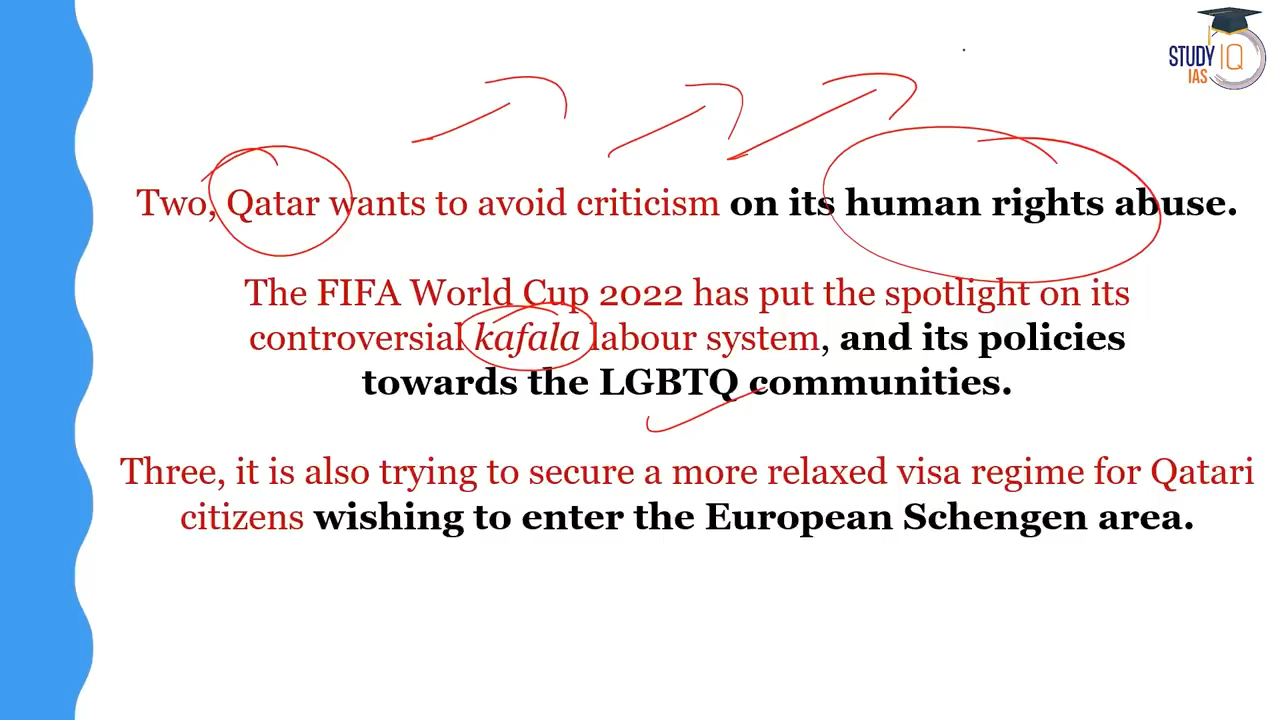 STUDY IQ
IAS
Two, Qatar wants to avoid criticism on its human rights abuse.
The FIFA World Cup 2022 has put the spotlight on its
controversial kafala labour system, and its policies
towards the LGBTQ communities.
Three, it is also trying to secure a more relaxed visa regime for Qatari
citizens wishing to enter the European Schengen area.